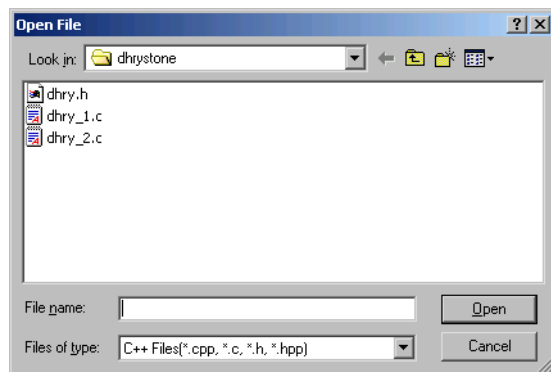 Open File
Look in: dhrystone
dhry.h
dhry_1.c
dhry_2.c
File name:
Open
Files of type: C++ Files(*.cpp, *.c, *.h, *.hpp)
Cancel